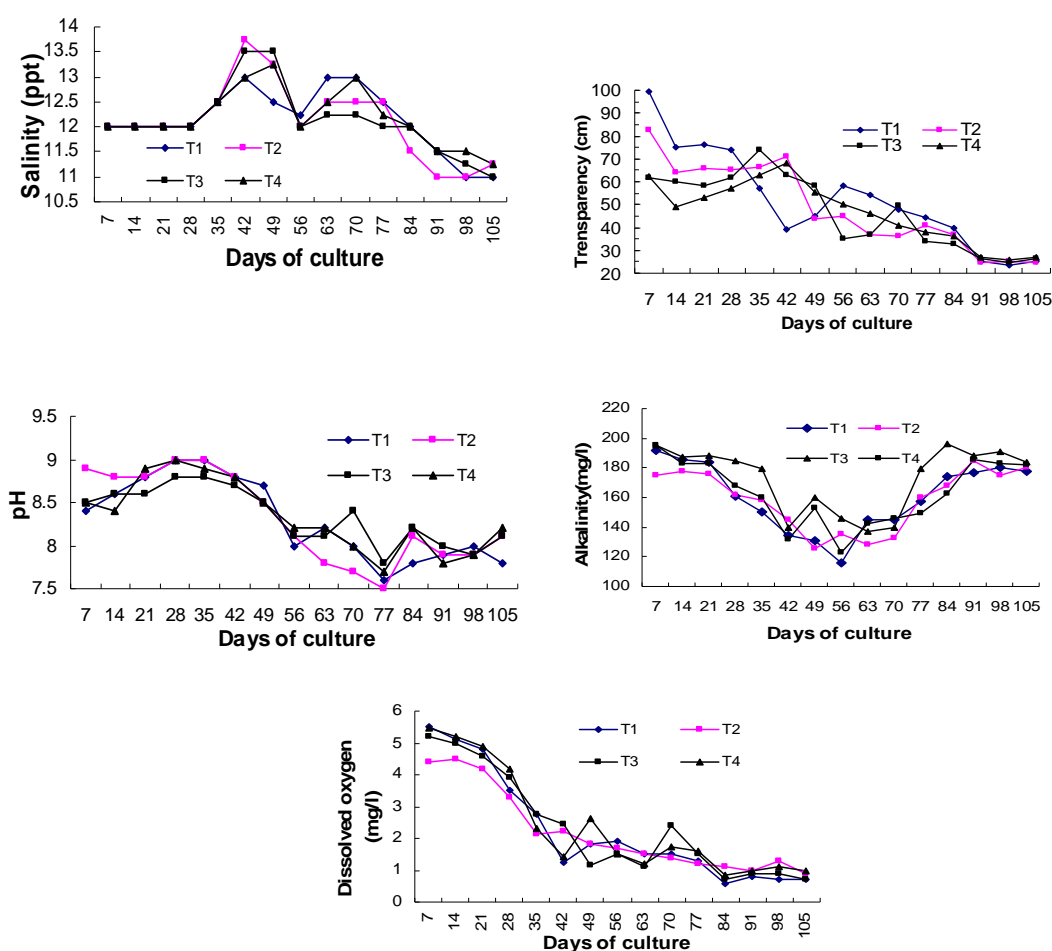 Salinity (ppt)
14
13.5
13
12.5
12
11.5
11
10.5
T1 T2
T3 T4
7 14 21 28 35 42 49 56 63 70 77 84 91 98 105
Days of culture
Trensparency (cm)
100
90
80
70
60
50
40
30
20
T1 T2
T3 T4
7 14 21 28 35 42 49 56 63 70 77 84 91 98 105
Days of culture
pH
9.5
9
8.5
8
7.5
T1 T2
T3 T4
7 14 21 28 35 42 49 56 63 70 77 84 91 98 105
Days of culture
Alkalinity(mg/l)
220
200
180
160
140
120
100
T1 T2
T3 T4
7 14 21 28 35 42 49 56 63 70 77 84 91 98 105
Days of culture
Dissolved oxygen
(mg/l)
6
5
4
3
2
1
0
T1 T2
T3 T4
7 14 21 28 35 42 49 56 63 70 77 84 91 98 105
Days of culture